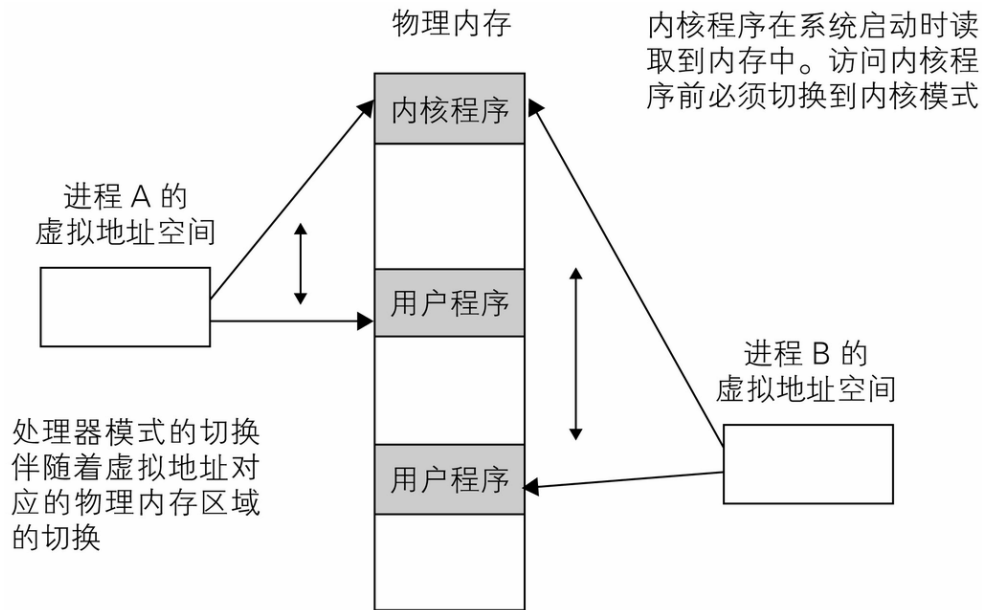 物理内存
内核程序在系统启动时读
取到内存中。访问内核程
序前必须切换到内核模式
内核程序
进程 A 的
虚拟地址空间
用户程序
进程 B 的
虚拟地址空间
处理器模式的切换
伴随着虚拟地址对
应的物理内存区域
的切换
用户程序